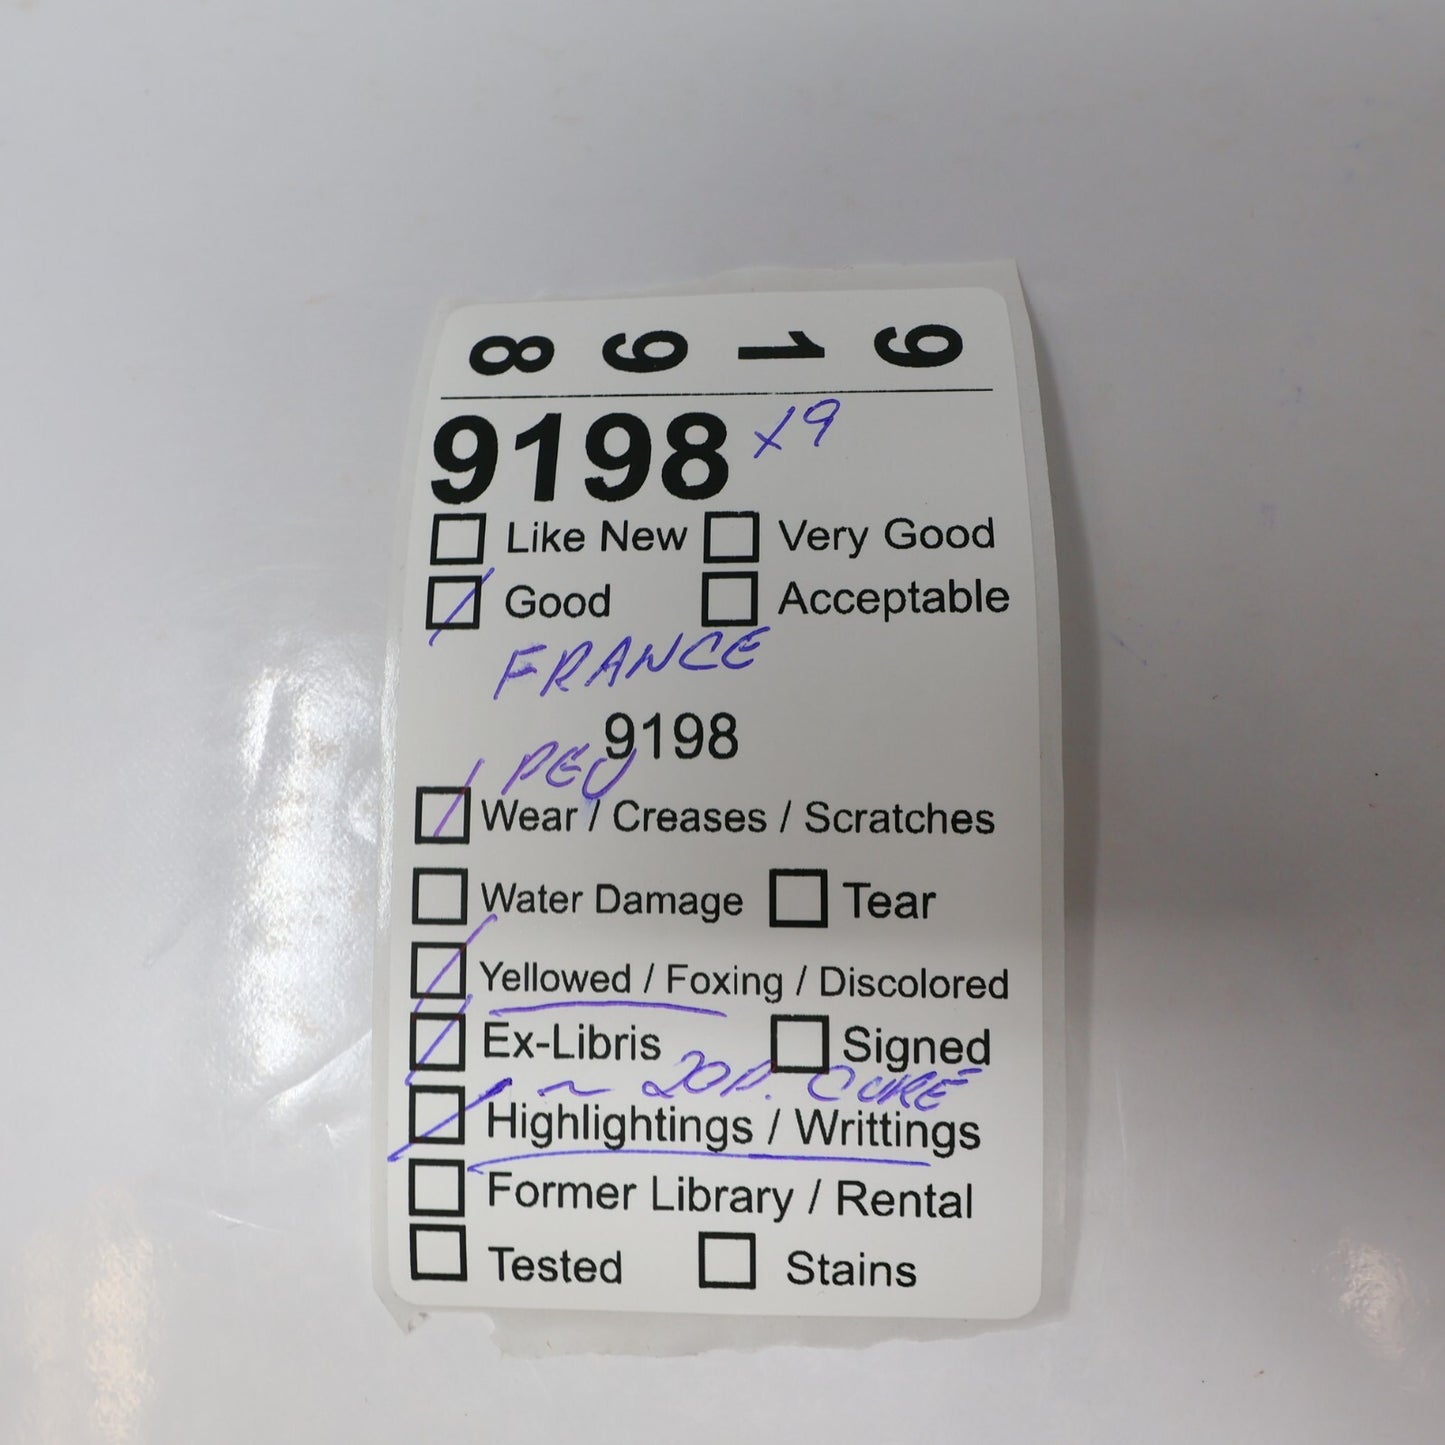 9 1 9 8
9198 x9
Like New Very Good
Good Acceptable
FRANCE
9198
PEU
Wear / Creases / Scratches
Water Damage Tear
Yellowed / Foxing / Discolored
Ex-Libris Signed
~ 20P.
Highlightings / Writtings
Former Library / Rental
Tested Stains